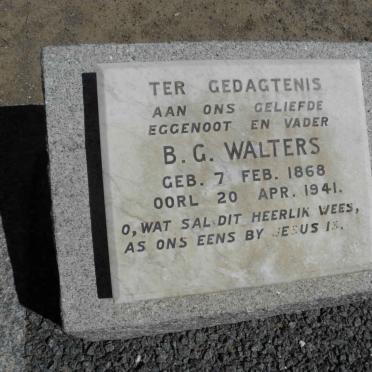 TER GEDAGTENIS
AAN ONS GELIEFDE
EGGENOOT EN VADER
B. G. WALTERS
GEB. 7 FEB. 1868
OORL 20 APR. 1941.
O, WAT SAL DIT HEERLIK WEES,
AS ONS EENS BY JESUS IS.